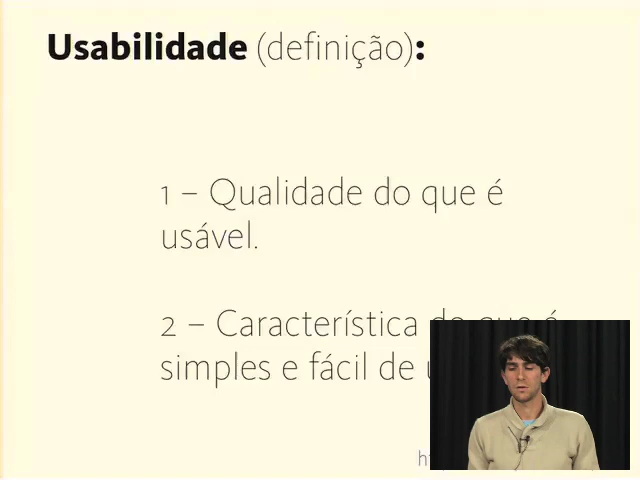 Usabilidade (definição):
1 – Qualidade do que é
usável.
2 – Característica do que é
simples e fácil de